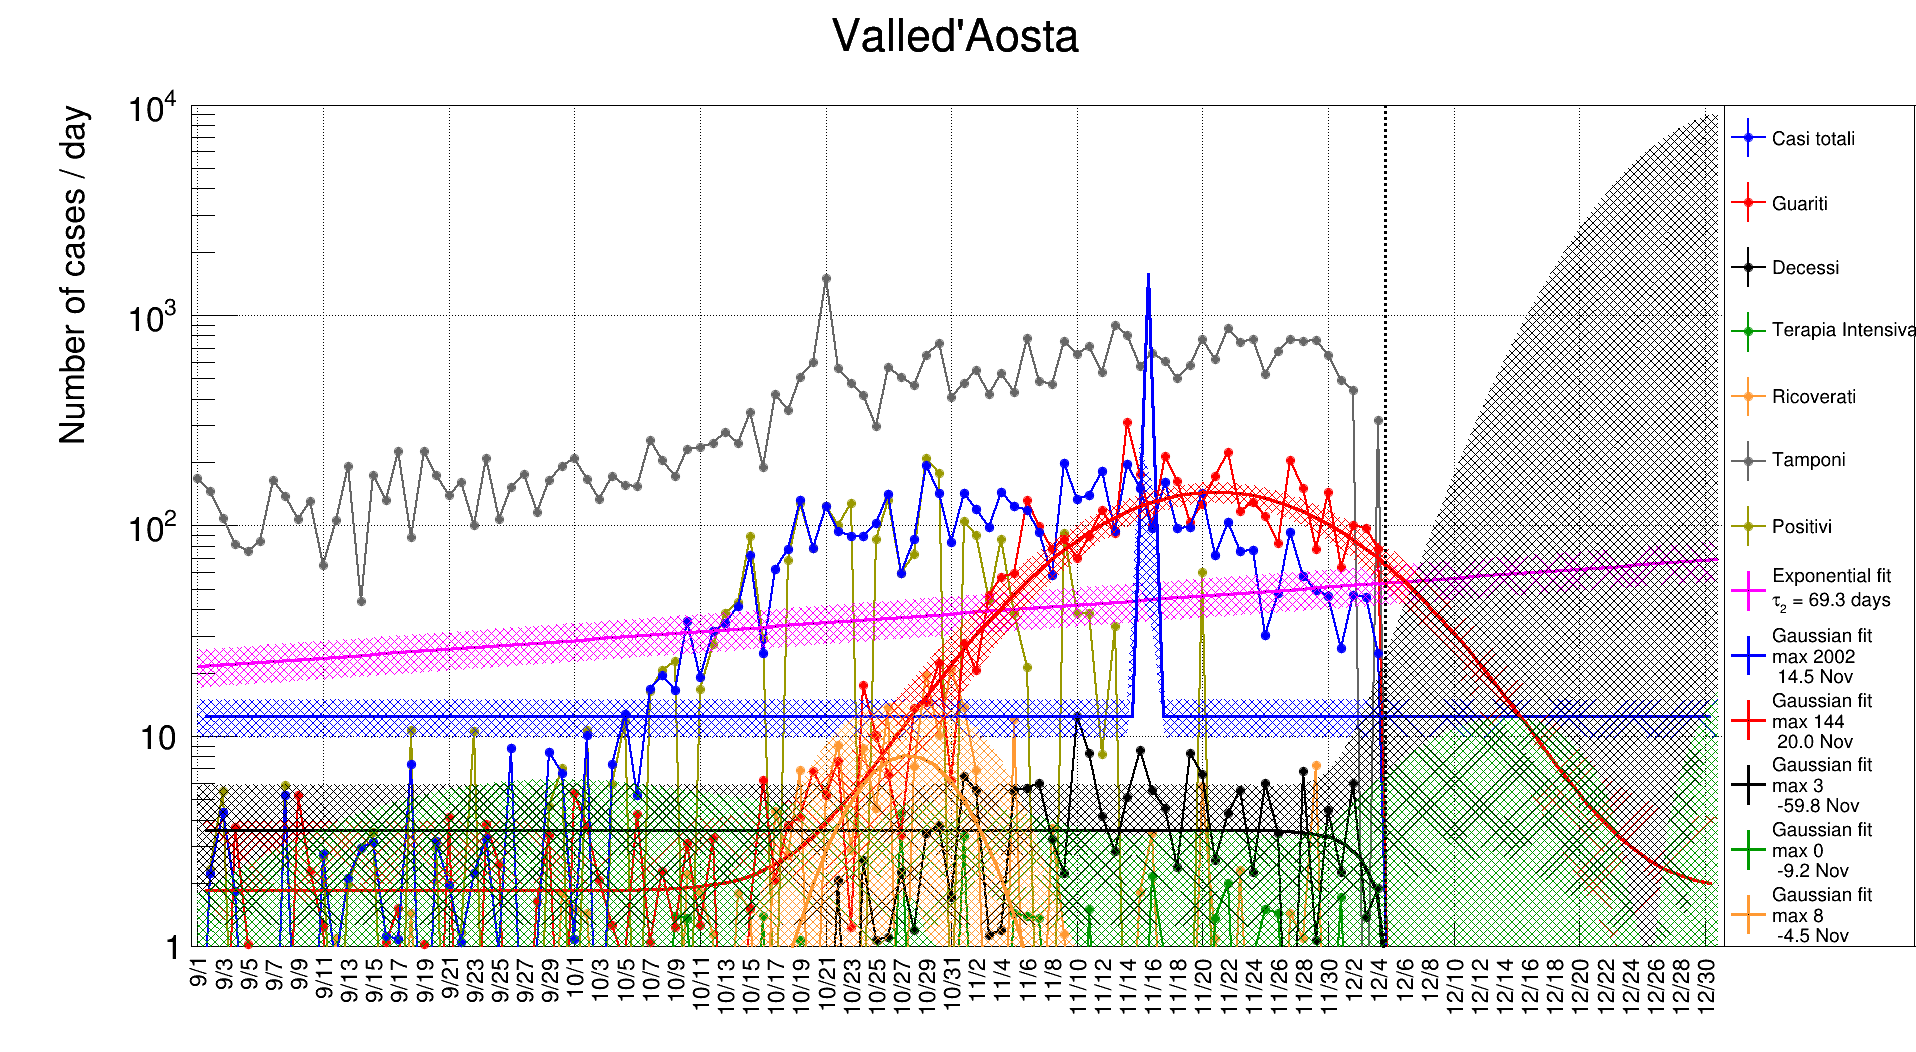 Valled'Aosta
Number of cases / day
10^4
10^3
10^2
10
1
9/1
9/3
9/5
9/7
9/9
9/11
9/13
9/15
9/17
9/19
9/21
9/23
9/25
9/27
9/29
10/1
10/3
10/5
10/7
10/9
10/11
10/13
10/15
10/17
10/19
10/21
10/23
10/25
10/27
10/29
10/31
11/2
11/4
11/6
11/8
11/10
11/12
11/14
11/16
11/18
11/20
11/22
11/24
11/26
11/28
11/30
12/2
12/4
12/6
12/8
12/10
12/12
12/14
12/16
12/18
12/20
12/22
12/24
12/26
12/28
12/30
Casi totali
Guariti
Decessi
Terapia Intensiva
Ricoverati
Tamponi
Positivi
Exponential fit
τ2 = 69.3 days
Gaussian fit
max 2002
14.5 Nov
Gaussian fit
max 144
20.0 Nov
Gaussian fit
max 3
-59.8 Nov
Gaussian fit
max 0
-9.2 Nov
Gaussian fit
max 8
-4.5 Nov